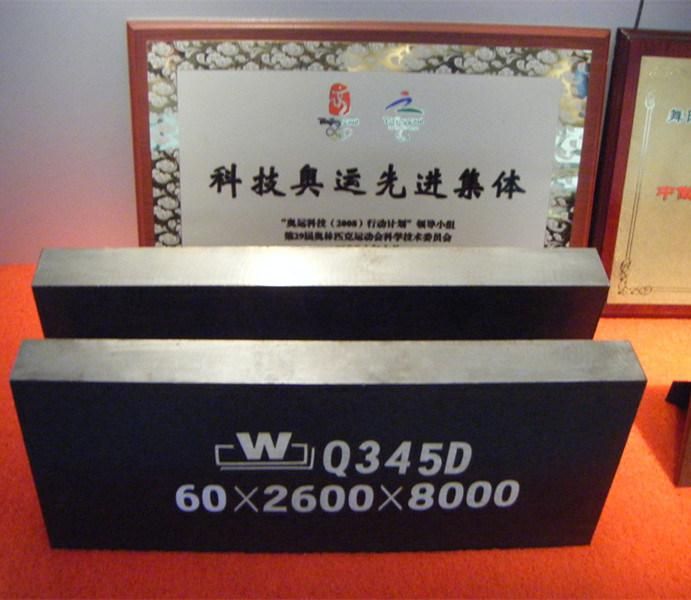 科技奥运先进集体
“奥运科技（2008）行动计划”领导小组
第29届奥林匹克运动会科学技术委员会
W Q345D
60×2600×8000